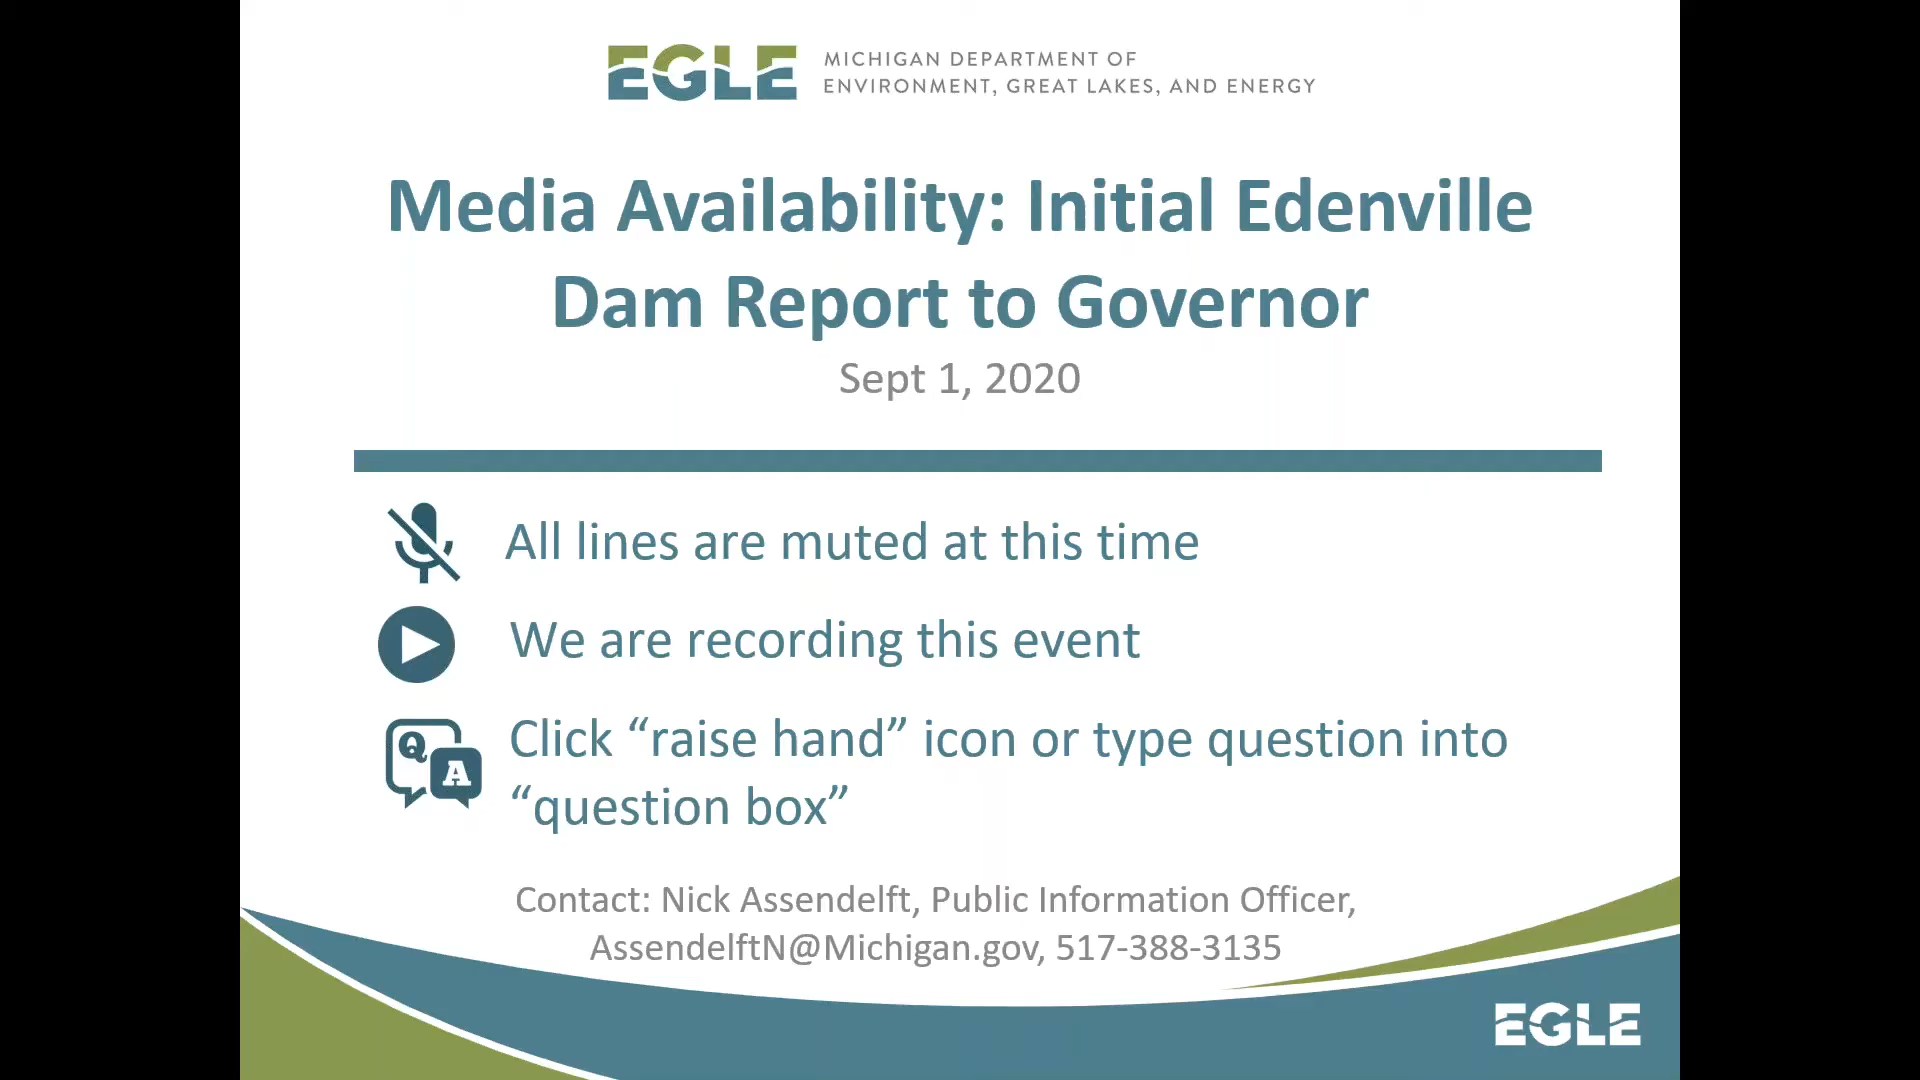 EGLE
MICHIGAN DEPARTMENT OF
ENVIRONMENT, GREAT LAKES, AND ENERGY
Media Availability: Initial Edenville
Dam Report to Governor
Sept 1, 2020
All lines are muted at this time
We are recording this event
Q
A
Click “raise hand” icon or type question into
“question box”
Contact: Nick Assendelft, Public Information Officer,
AssendelftN@Michigan.gov, 517-388-3135
EGLE